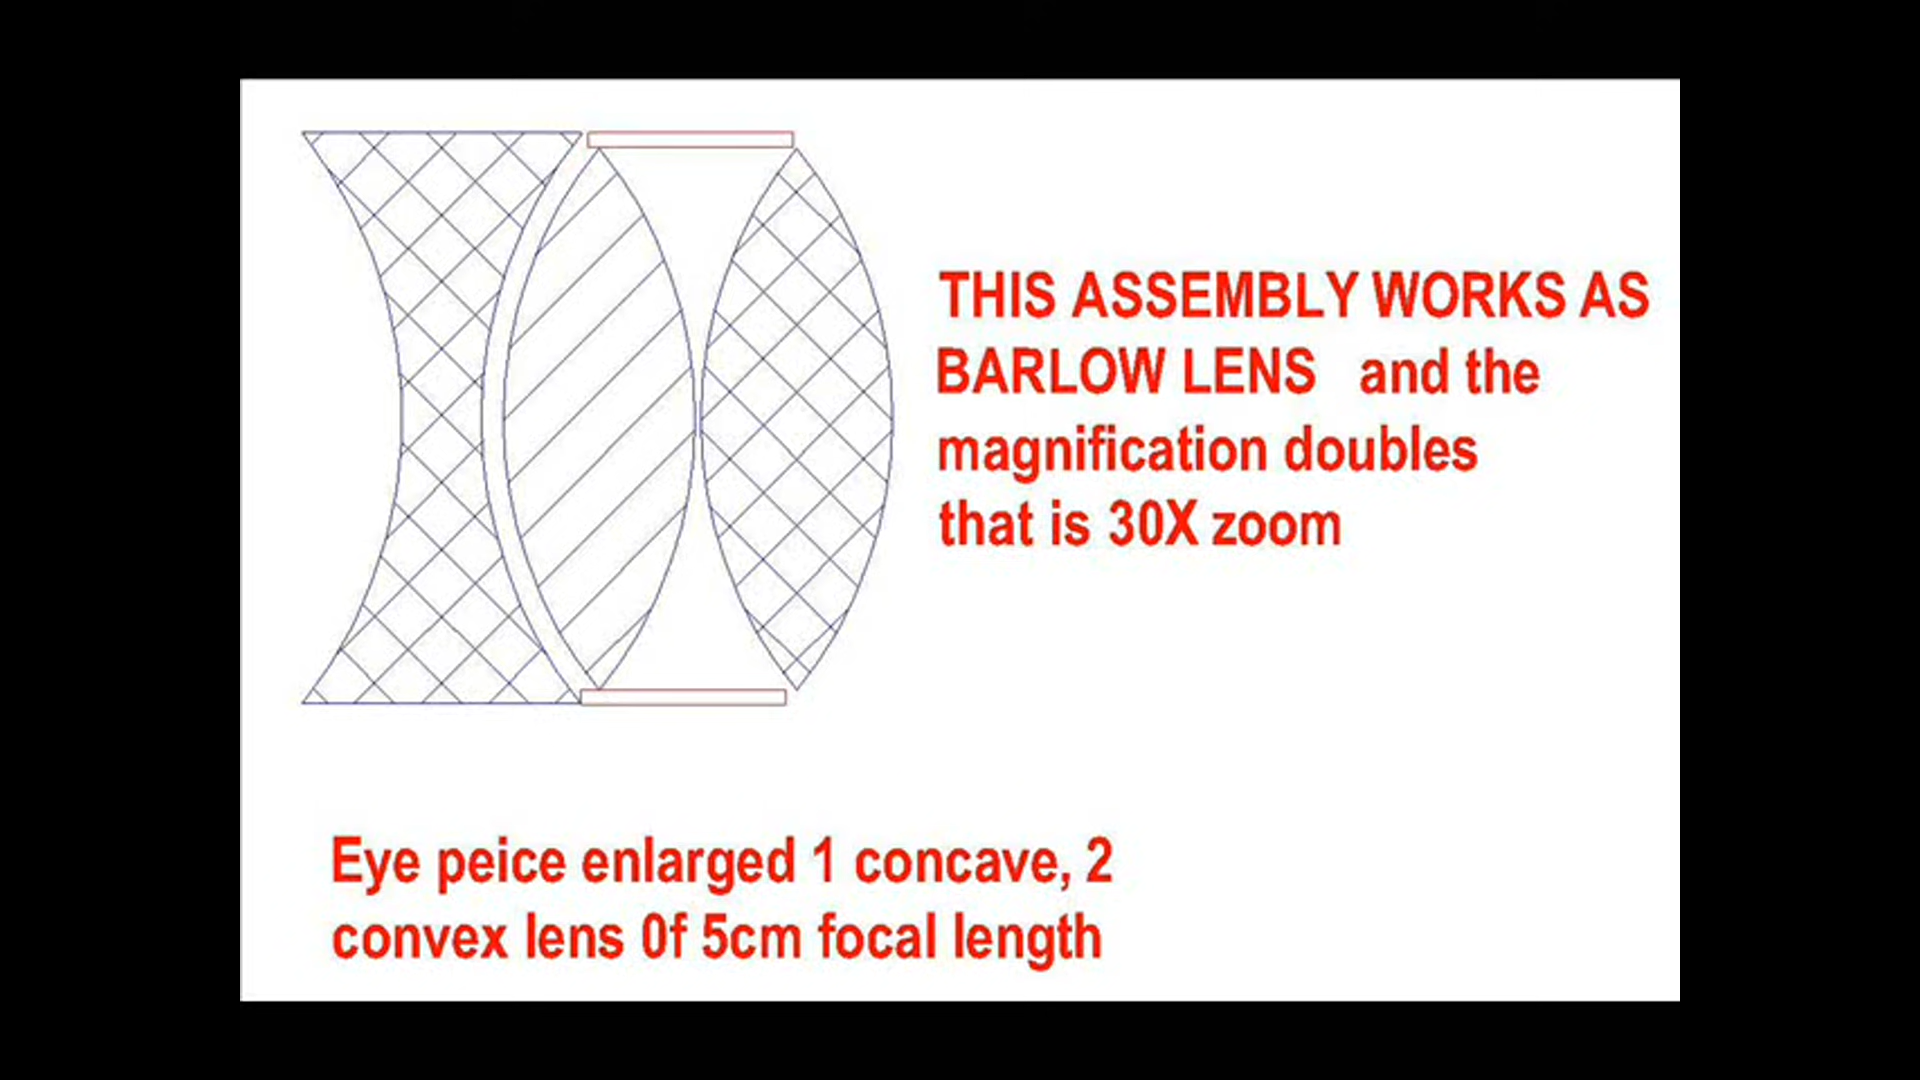 THIS ASSEMBLY WORKS AS
BARLOW LENS and the
magnification doubles
that is 30X zoom
Eye peice enlarged 1 concave, 2
convex lens 0f 5cm focal length